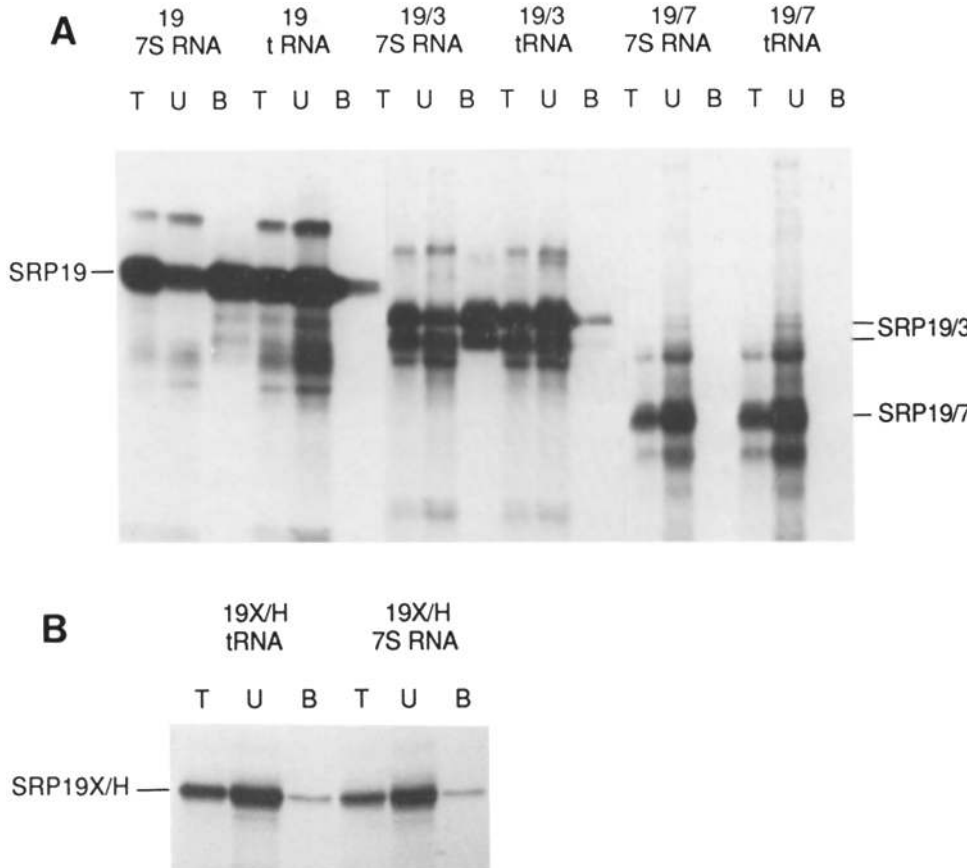 A
19 19 19/3 19/3 19/7 19/7
7S RNA t RNA 7S RNA tRNA 7S RNA tRNA
T U B T U B T U B T U B T U B T U B
SRP19
SRP19/3
SRP19/7
B
19X/H 19X/H
tRNA 7S RNA
T U B T U B
SRP19X/H